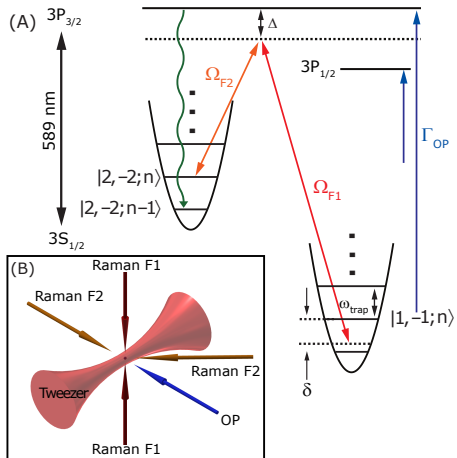 (A)
3P3/2
Δ
3P1/2
ΩF2
589 nm
ΓOP
|2,−2;n⟩
ΩF1
|2,−2;n−1⟩
3S1/2
(B)
Raman F1
Raman F2
ωtrap
|1,−1;n⟩
Raman F2
Tweezer
δ
OP
Raman F1